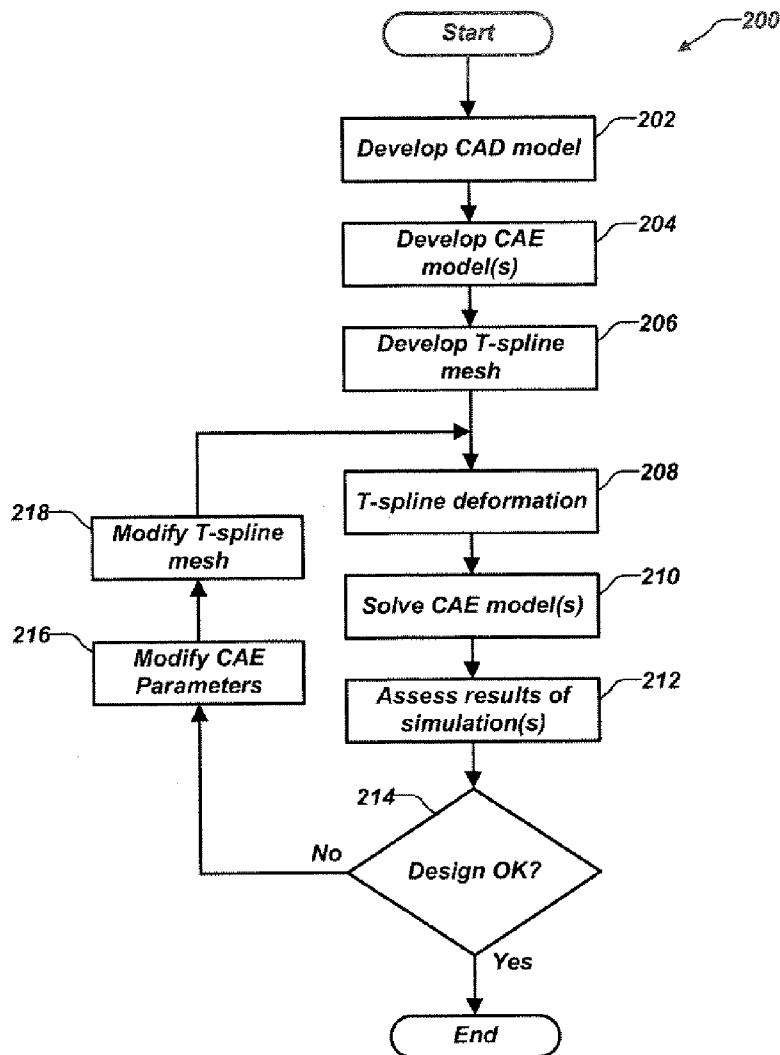 Start
200
202
Develop CAD model
204
Develop CAE
model(s)
206
Develop T-spline
mesh
208
T-spline deformation
218
Modify T-spline
mesh
210
Solve CAE model(s)
216
Modify CAE
Parameters
212
Assess results of
simulation(s)
214
No
Design OK?
Yes
End